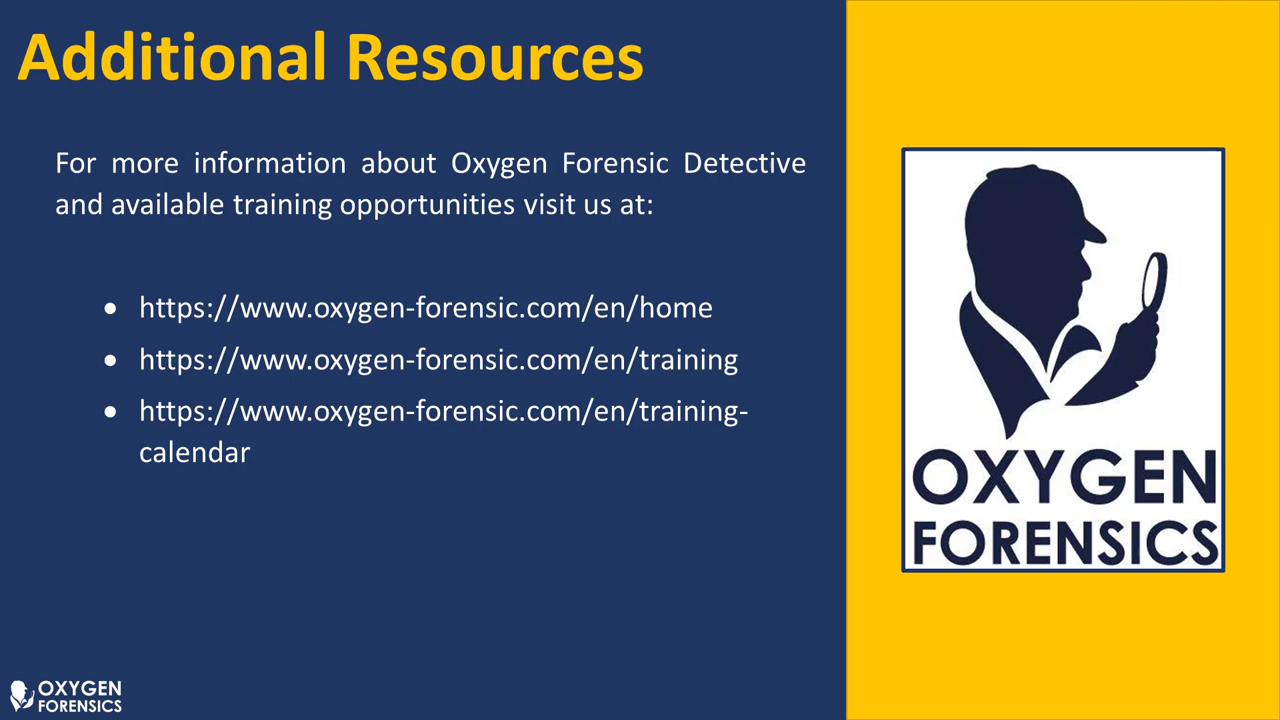 Additional Resources
For more information about Oxygen Forensic Detective
and available training opportunities visit us at:
• https://www.oxygen-forensic.com/en/home
• https://www.oxygen-forensic.com/en/training
• https://www.oxygen-forensic.com/en/training-
calendar
OXYGEN
FORENSICS
OXYGEN
FORENSICS